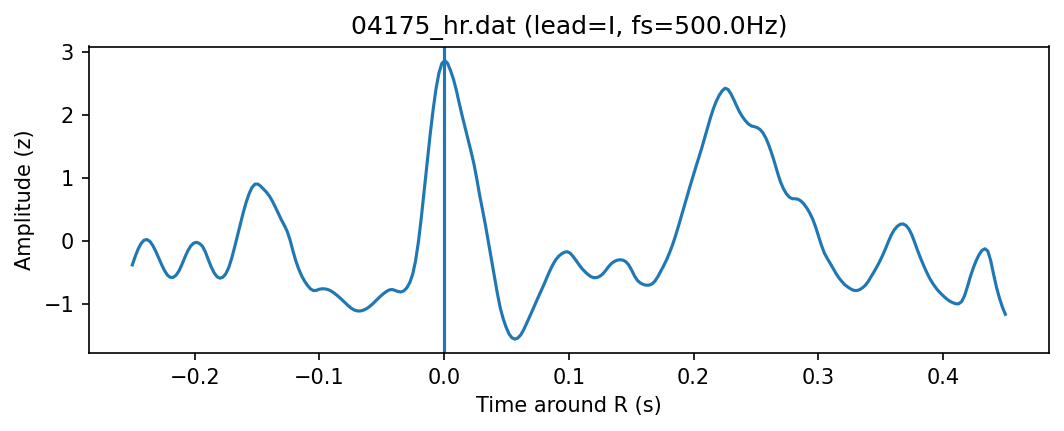 04175_hr.dat (lead=I, fs=500.0Hz)
Amplitude (z)
3
2
1
0
−1
−0.2 −0.1 0.0 0.1 0.2 0.3 0.4
Time around R (s)